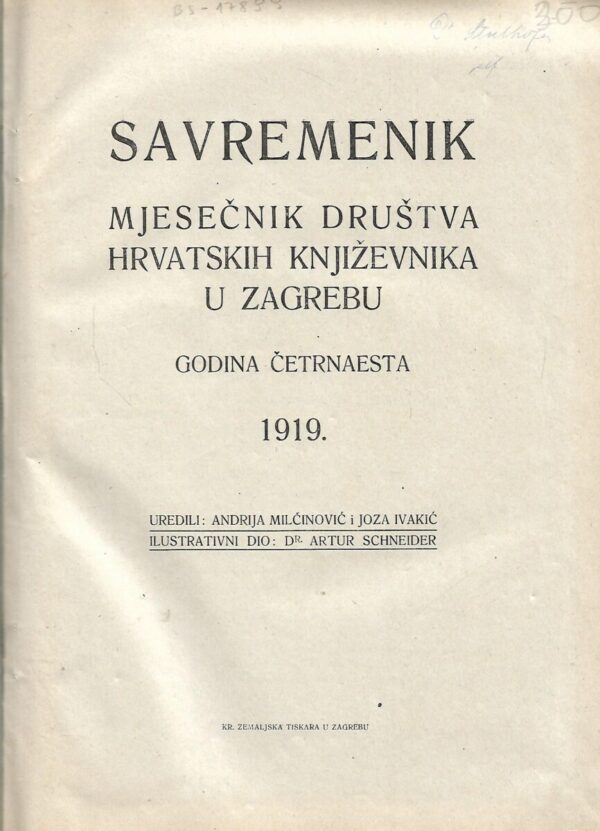 300
SAVREMENIK
MJESEČNIK DRUŠTVA
HRVATSKIH KNJIŽEVNIKA
U ZAGREBU
GODINA ČETRNAESTA
1919.
UREDILI: ANDRIJA MILČINOVIĆ i JOZA IVAKIĆ
ILUSTRATIVNI DIO: DR. ARTUR SCHNEIDER
KR. ZEMALJSKA TISKARA U ZAGREBU